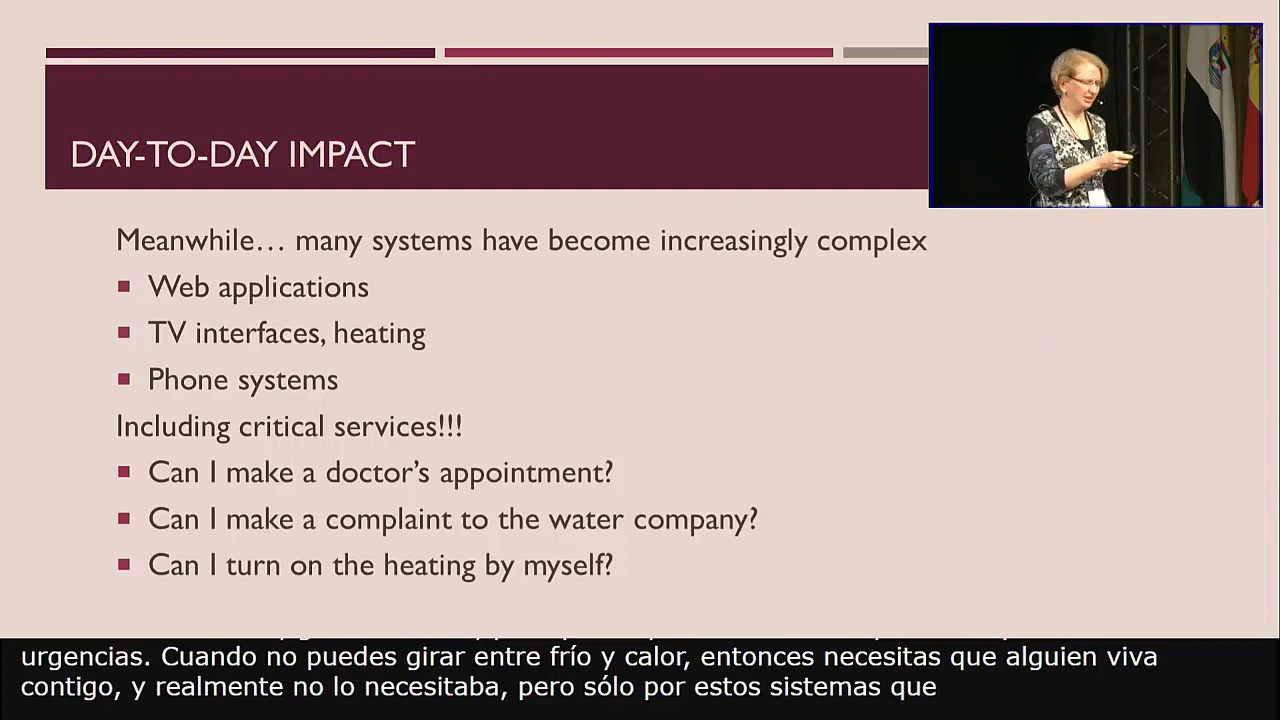 DAY-TO-DAY IMPACT
Meanwhile… many systems have become increasingly complex
Web applications
TV interfaces, heating
Phone systems
Including critical services!!!
Can I make a doctor’s appointment?
Can I make a complaint to the water company?
Can I turn on the heating by myself?
urgencias. Cuando no puedes girar entre frío y calor, entonces necesitas que alguien viva
contigo, y realmente no lo necesitaba, pero sólo por estos sistemas que